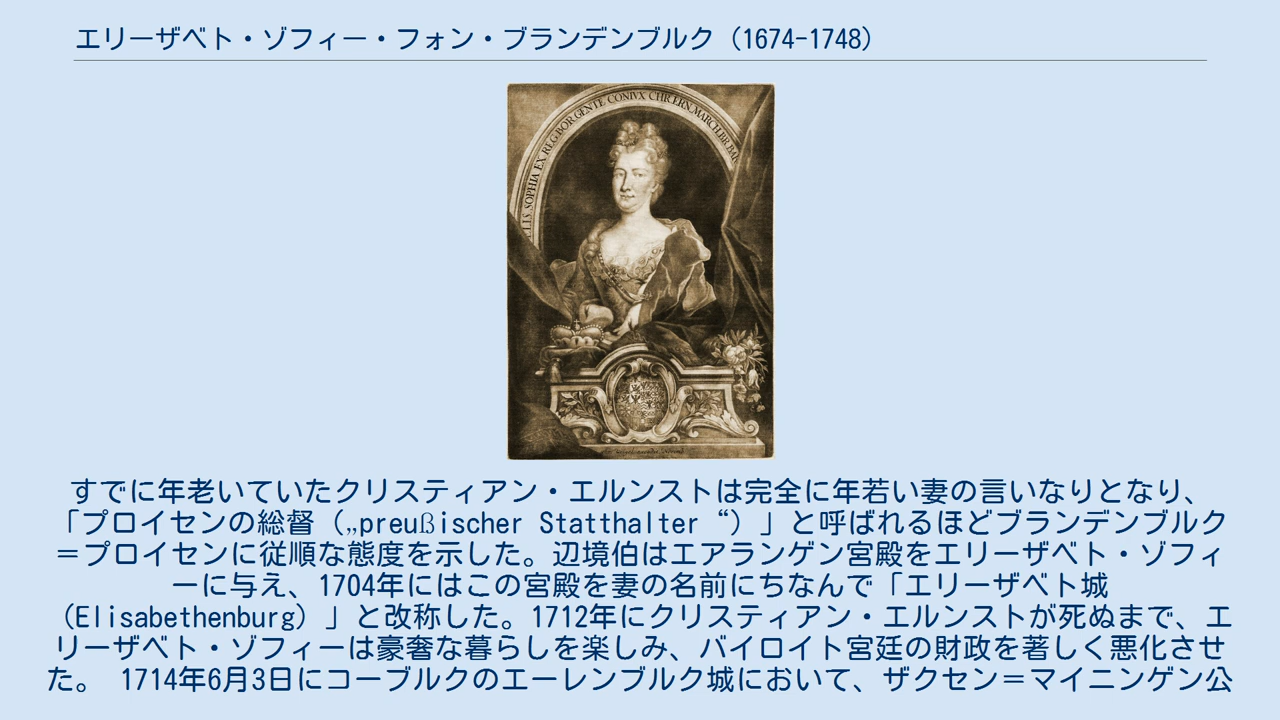 エリーザベト・ゾフィー・フォン・ブランデンブルク（1674-1748）
ELIS. SOPHIA EX REG. BOR. GENTE CONIVX CHR. ERN. MARCH. BR. BAR.
すでに年老いていたクリスティアン・エルンストは完全に年若い妻の言いなりとなり、
「プロイセンの総督（„preußischer Statthalter “）」と呼ばれるほどブランデンブルク
＝プロイセンに従順な態度を示した。辺境伯はエアランゲン宮殿をエリーザベト・ゾフィ
ーに与え、1704年にはこの宮殿を妻の名前にちなんで「エリーザベト城
（Elisabethenburg）」と改称した。1712年にクリスティアン・エルンストが死ぬまで、エ
リーザベト・ゾフィーは豪奢な暮らしを楽しみ、バイロイト宮廷の財政を著しく悪化させ
た。 1714年6月3日にコーブルクのエーレンブルク城において、ザクセン＝マイニンゲン公